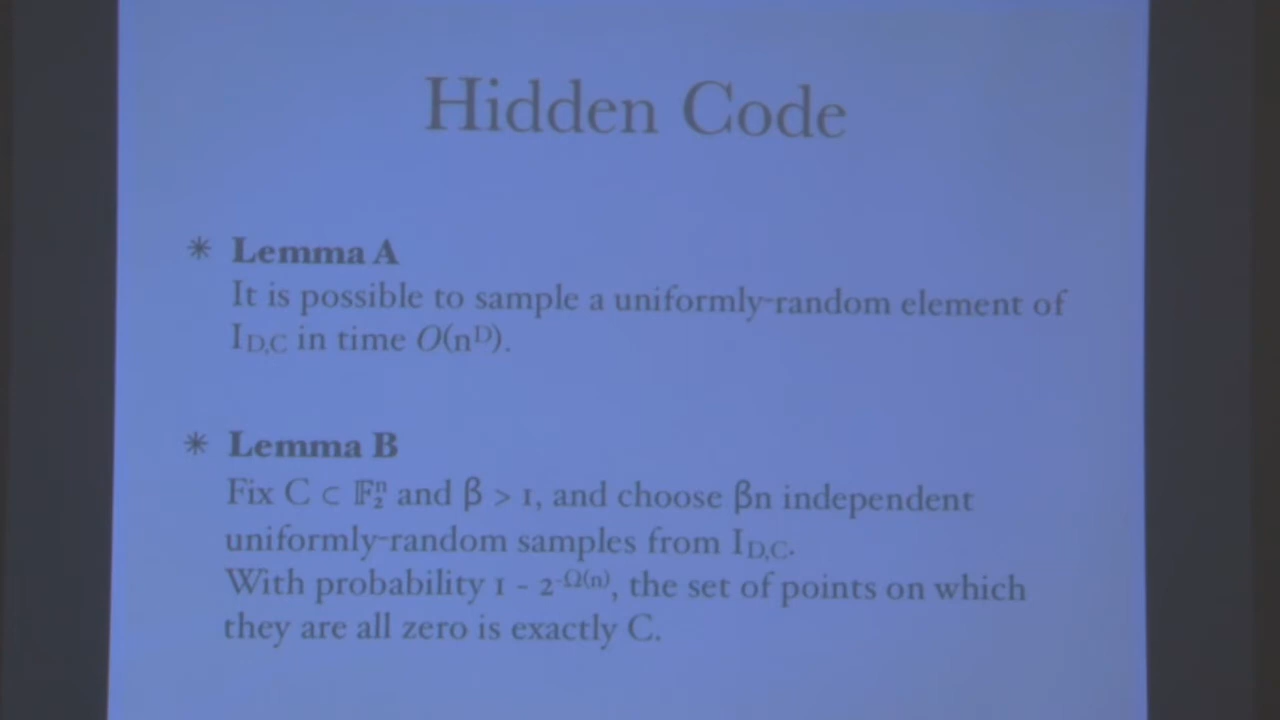 Hidden Code
* Lemma A
It is possible to sample a uniformly-random element of
I_{D,C} in time O(n^D).
* Lemma B
Fix C ⊂ 𝔽₂ⁿ and β > 1, and choose βn independent
uniformly-random samples from I_{D,C}.
With probability 1 - 2^{-Ω(n)}, the set of points on which
they are all zero is exactly C.